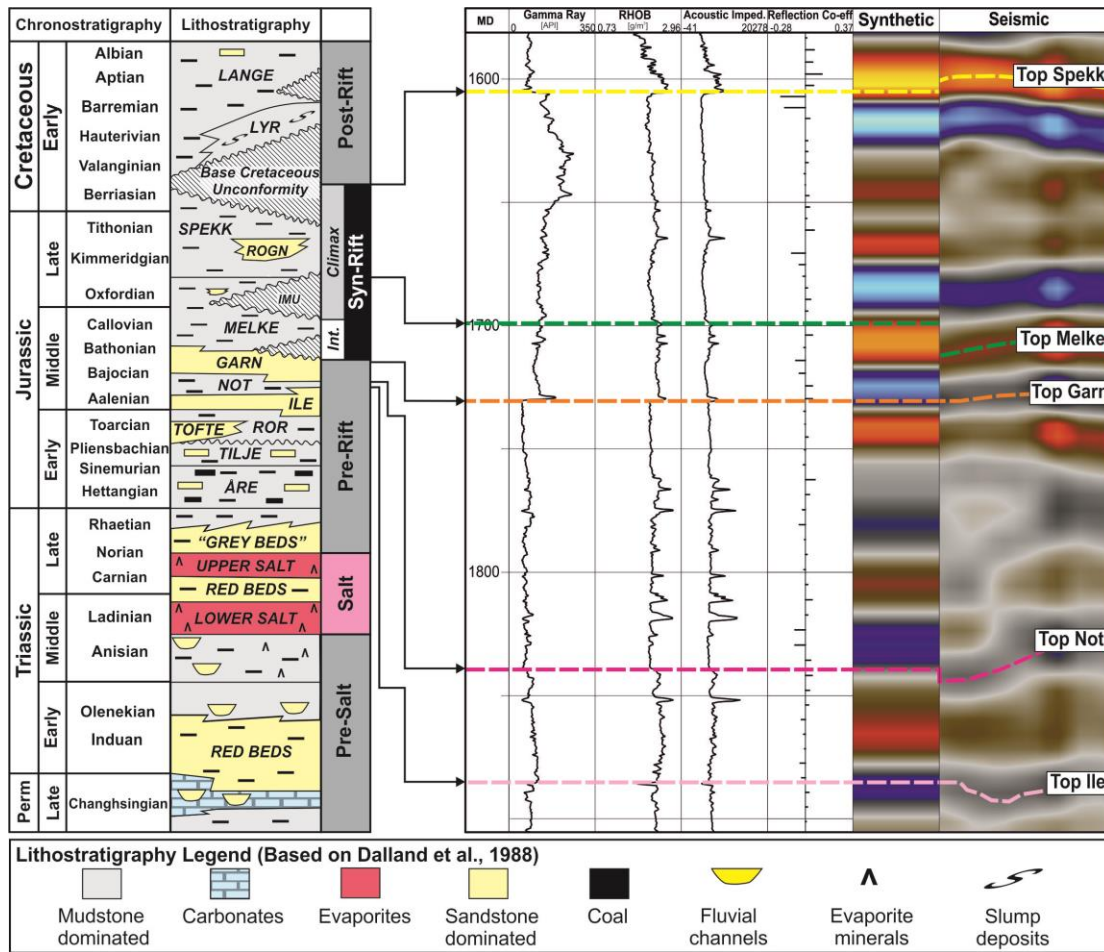 Chronostratigraphy
Lithostratigraphy
Cretaceous
Early
Albian
Aptian
Barremian
Hauterivian
Valanginian
Berriasian
Jurassic
Late
Tithonian
Kimmeridgian
Oxfordian
Middle
Callovian
Bathonian
Bajocian
Aalenian
Early
Toarcian
Pliensbachian
Sinemurian
Hettangian
Triassic
Late
Rhaetian
Norian
Carnian
Middle
Ladinian
Anisian
Early
Olenekian
Induan
Perm
Late
Changhsingian
LANGE
LYR
Base Cretaceous
Unconformity
SPEKK
ROGN
IMU
MELKE
GARN
NOT
ILE
TOFTE
ROR
TILJE
ÅRE
"GREY BEDS"
UPPER SALT
RED BEDS
LOWER SALT
RED BEDS
Post-Rift
Climax
Int.
Syn-Rift
Pre-Rift
Salt
Pre-Salt
MD
Gamma Ray
0 [API] 350
RHOB
0.73 [g/m³] 2.96
Acoustic Imped.
-41 20278
Reflection Co-eff
-0.28 0.37
Synthetic
Seismic
1600
1700
1800
Top Spekk
Top Melke
Top Garn
Top Not
Top Ile
Lithostratigraphy Legend (Based on Dalland et al., 1988)
Mudstone
dominated
Carbonates
Evaporites
Sandstone
dominated
Coal
Fluvial
channels
Evaporite
minerals
Slump
deposits